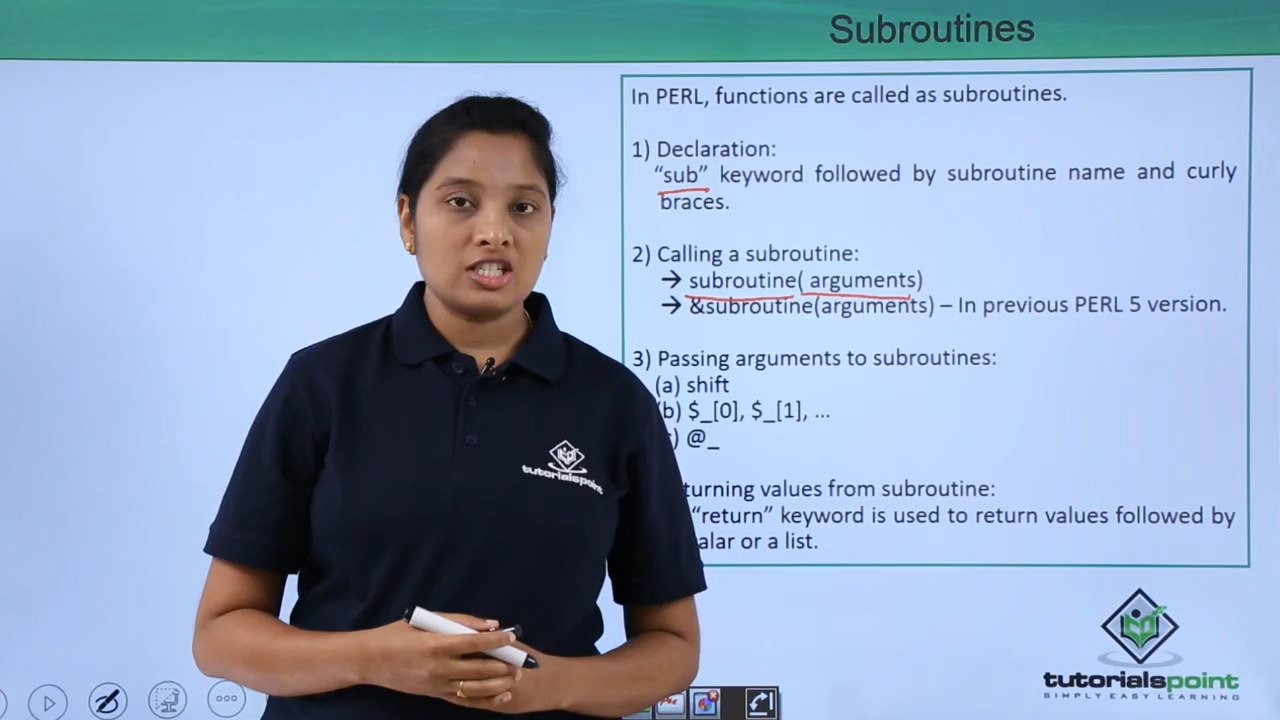 Subroutines
In PERL, functions are called as subroutines.
1) Declaration:
“sub” keyword followed by subroutine name and curly
braces.
2) Calling a subroutine:
→ subroutine( arguments)
→ &subroutine(arguments) – In previous PERL 5 version.
3) Passing arguments to subroutines:
(a) shift
b) $_[0], $_[1], ...
) @_
turning values from subroutine:
“return” keyword is used to return values followed by
alar or a list.
tutorialspoint
tutorialspoint
SIMPLY EASY LEARNING